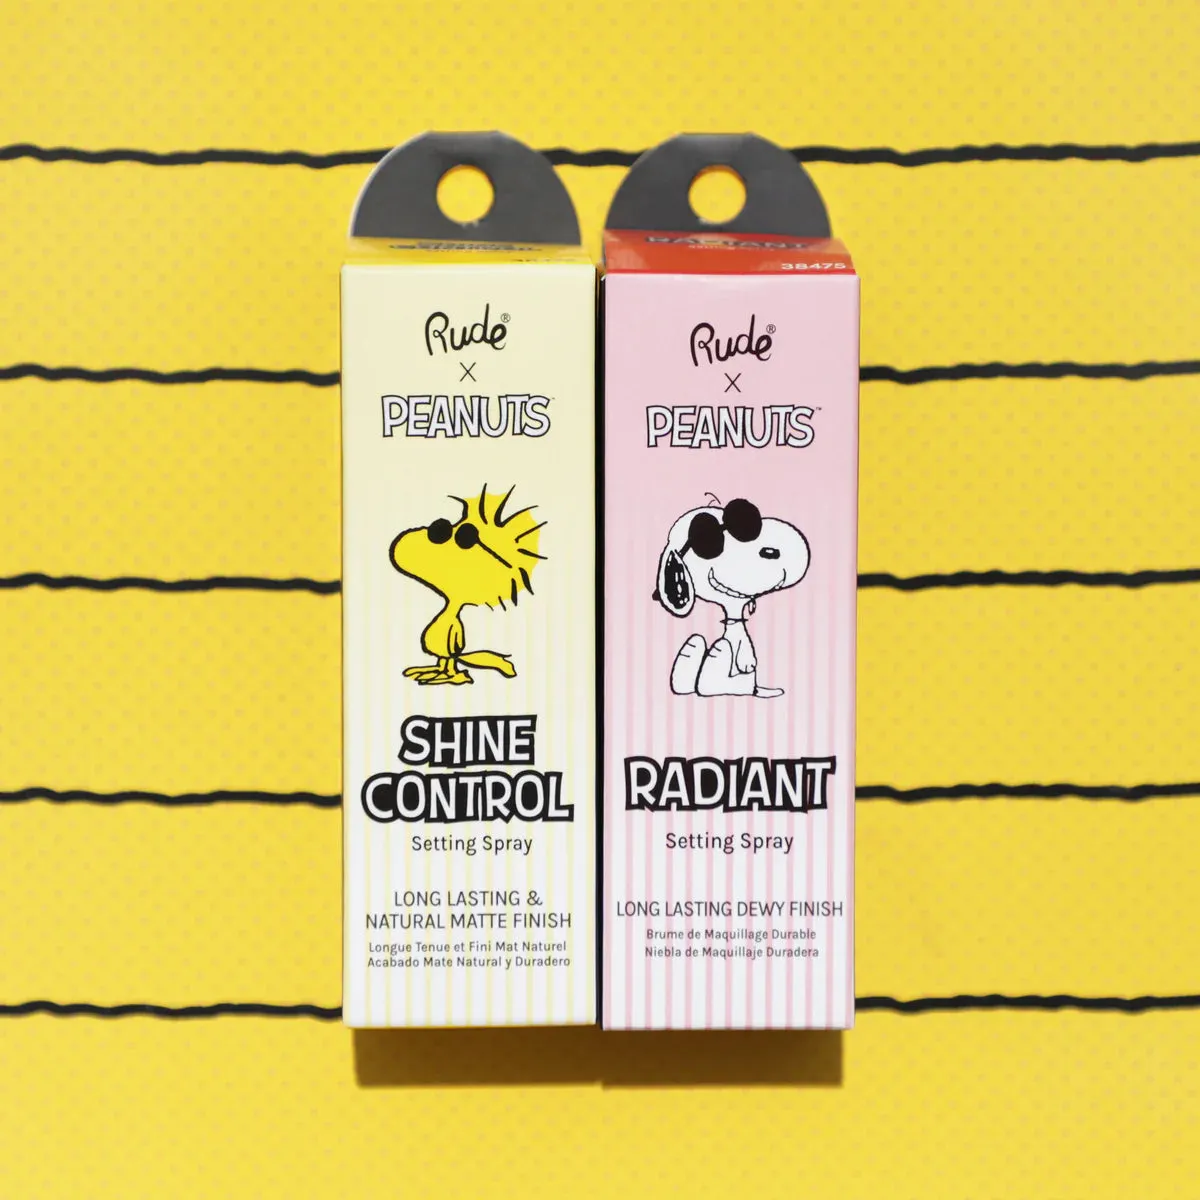 Rude®
X
PEANUTS™
SHINE
CONTROL
Setting Spray
LONG LASTING &
NATURAL MATTE FINISH
Longue Tenue et Fini Mat Naturel
Acabado Mate Natural y Duradero
RADIANT
38475
Rude®
X
PEANUTS™
RADIANT
Setting Spray
LONG LASTING DEWY FINISH
Brume de Maquillage Durable
Niebla de Maquillaje Duradera